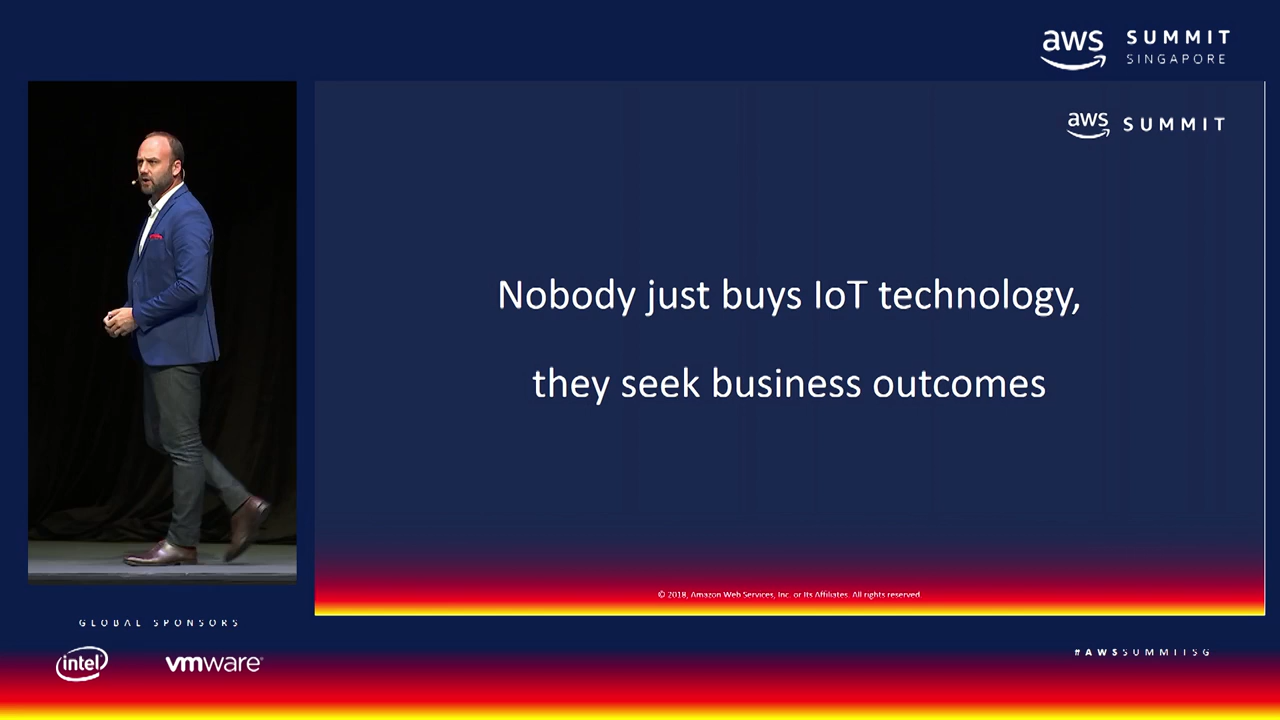 aws SUMMIT
SINGAPORE
aws SUMMIT
Nobody just buys IoT technology,
they seek business outcomes
© 2018, Amazon Web Services, Inc. or Its Affiliates. All rights reserved
GLOBAL SPONSORS
intel vmware
#AWSSUMMITSG